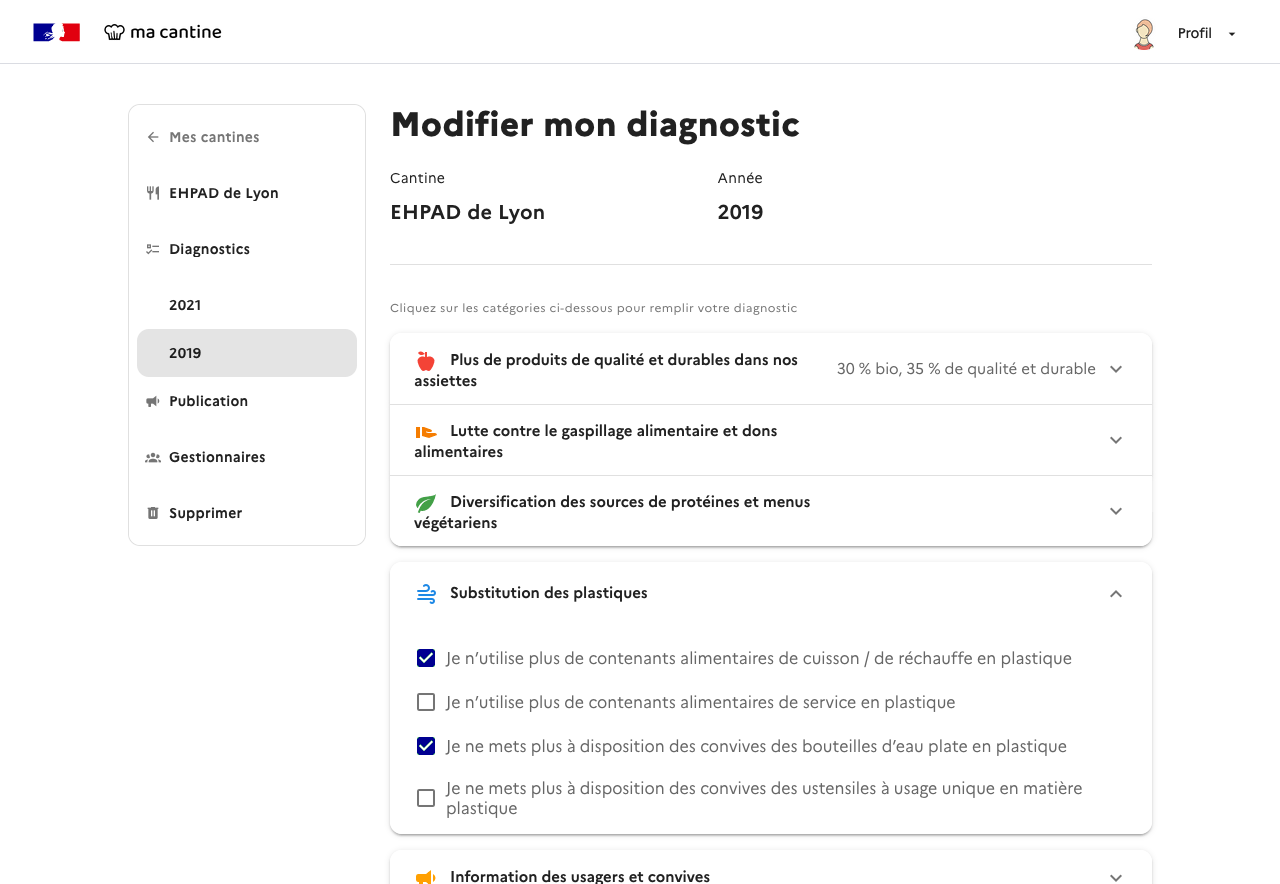 ma cantine
Profil
Mes cantines
EHPAD de Lyon
Diagnostics
2021
2019
Publication
Gestionnaires
Supprimer
Modifier mon diagnostic
Cantine
EHPAD de Lyon
Année
2019
Cliquez sur les catégories ci-dessous pour remplir votre diagnostic
Plus de produits de qualité et durables dans nos
assiettes
30 % bio, 35 % de qualité et durable
Lutte contre le gaspillage alimentaire et dons
alimentaires
Diversification des sources de protéines et menus
végétariens
Substitution des plastiques
Je n’utilise plus de contenants alimentaires de cuisson / de réchauffe en plastique
Je n’utilise plus de contenants alimentaires de service en plastique
Je ne mets plus à disposition des convives des bouteilles d’eau plate en plastique
Je ne mets plus à disposition des convives des ustensiles à usage unique en matière
plastique
Information des usagers et convives